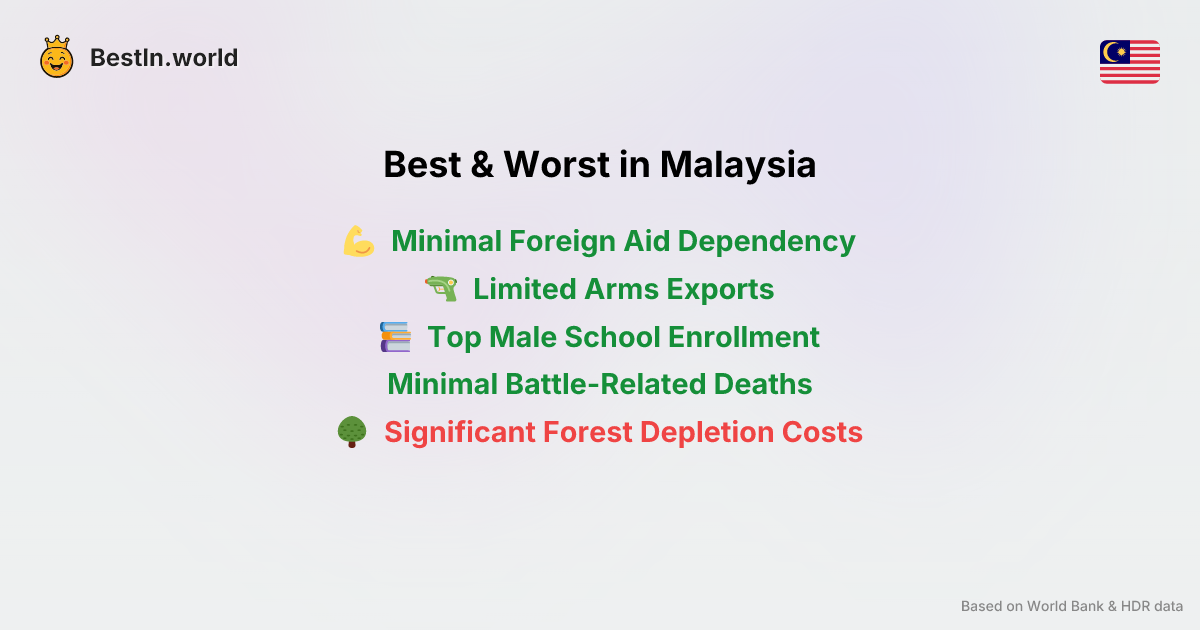 BestIn.world
Best & Worst in Malaysia
Minimal Foreign Aid Dependency
Limited Arms Exports
Top Male School Enrollment
Minimal Battle-Related Deaths
Significant Forest Depletion Costs
Based on World Bank & HDR data